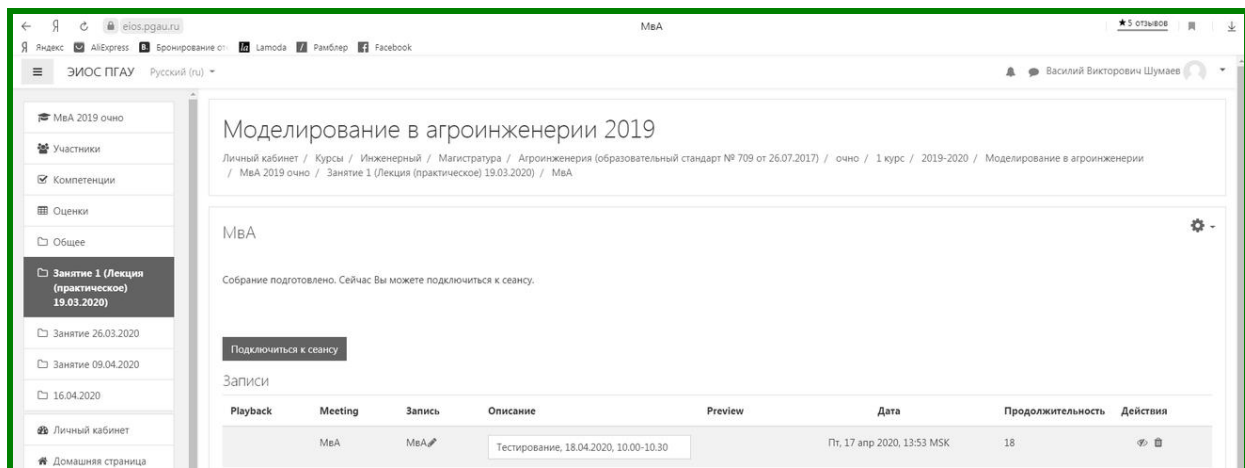 eios.pgau.ru
МвА
★5 отзывов
Яндекс AliExpress Бронирование от Lamoda Рамблер Facebook
ЭИОС ПГАУ Русский (ru)
Василий Викторович Шумаев
МвА 2019 очно
Участники
Компетенции
Оценки
Общее
Занятие 1 (Лекция
(практическое)
19.03.2020)
Занятие 26.03.2020
Занятие 09.04.2020
16.04.2020
Личный кабинет
Домашняя страница
Моделирование в агроинженерии 2019
Личный кабинет / Курсы / Инженерный / Магистратура / Агроинженерия (образовательный стандарт № 709 от 26.07.2017) / очно / 1 курс / 2019-2020 / Моделирование в агроинженерии
/ МвА 2019 очно / Занятие 1 (Лекция (практическое) 19.03.2020) / МвА
МвА
Собрание подготовлено. Сейчас Вы можете подключиться к сеансу.
Подключиться к сеансу
Записи
Playback Meeting Запись Описание Preview Дата Продолжительность Действия
МвА МвА Тестирование, 18.04.2020, 10.00-10.30 Пт, 17 апр 2020, 13:53 MSK 18